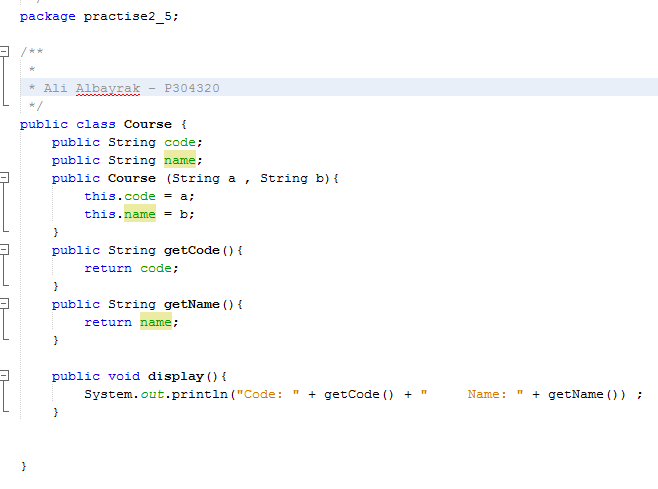 */
package practise2_5;
/**
*
* Ali Albayrak - P304320
*/
public class Course {
public String code;
public String name;
public Course (String a , String b){
this.code = a;
this.name = b;
}
public String getCode(){
return code;
}
public String getName(){
return name;
}
public void display(){
System.out.println("Code: " + getCode() + "     Name: " + getName()) ;
}
}